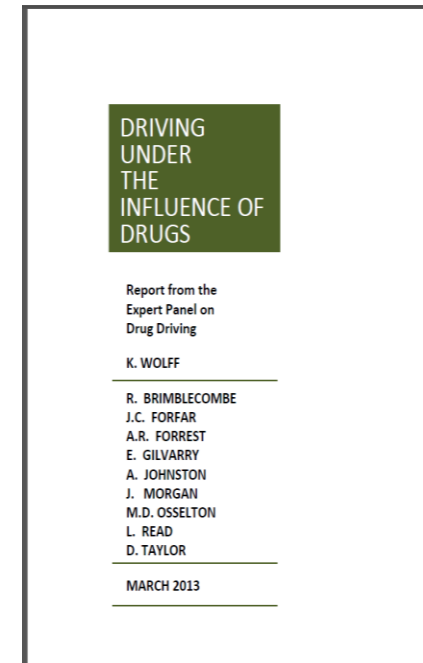 DRIVING
UNDER
THE
INFLUENCE OF
DRUGS
Report from the
Expert Panel on
Drug Driving
K. WOLFF
R. BRIMBLECOMBE
J.C. FORFAR
A.R. FORREST
E. GILVARRY
A. JOHNSTON
J. MORGAN
M.D. OSSELTON
L. READ
D. TAYLOR
MARCH 2013